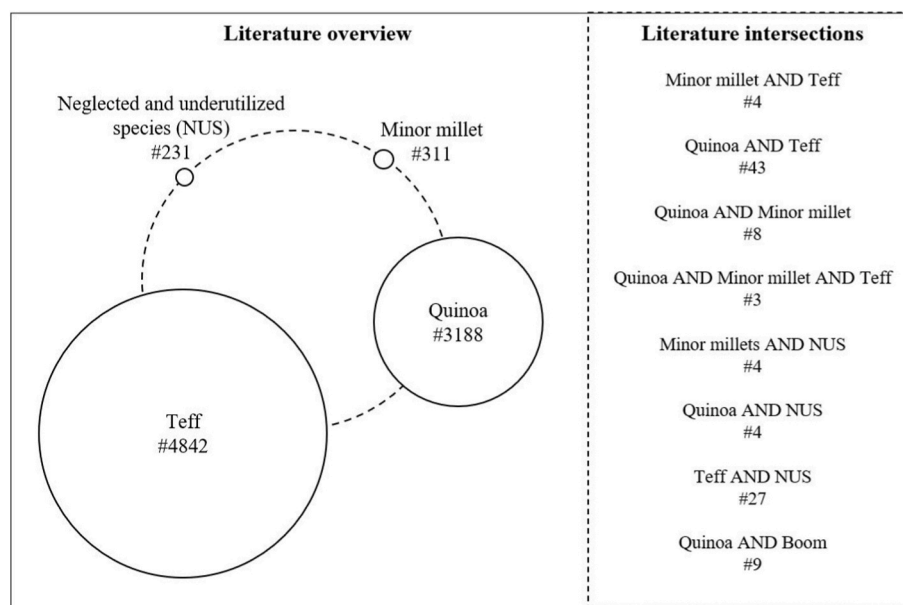 Literature overview
Neglected and underutilized
species (NUS)
#231
Minor millet
#311
Quinoa
#3188
Teff
#4842
Literature intersections
Minor millet AND Teff
#4
Quinoa AND Teff
#43
Quinoa AND Minor millet
#8
Quinoa AND Minor millet AND Teff
#3
Minor millets AND NUS
#4
Quinoa AND NUS
#4
Teff AND NUS
#27
Quinoa AND Boom
#9